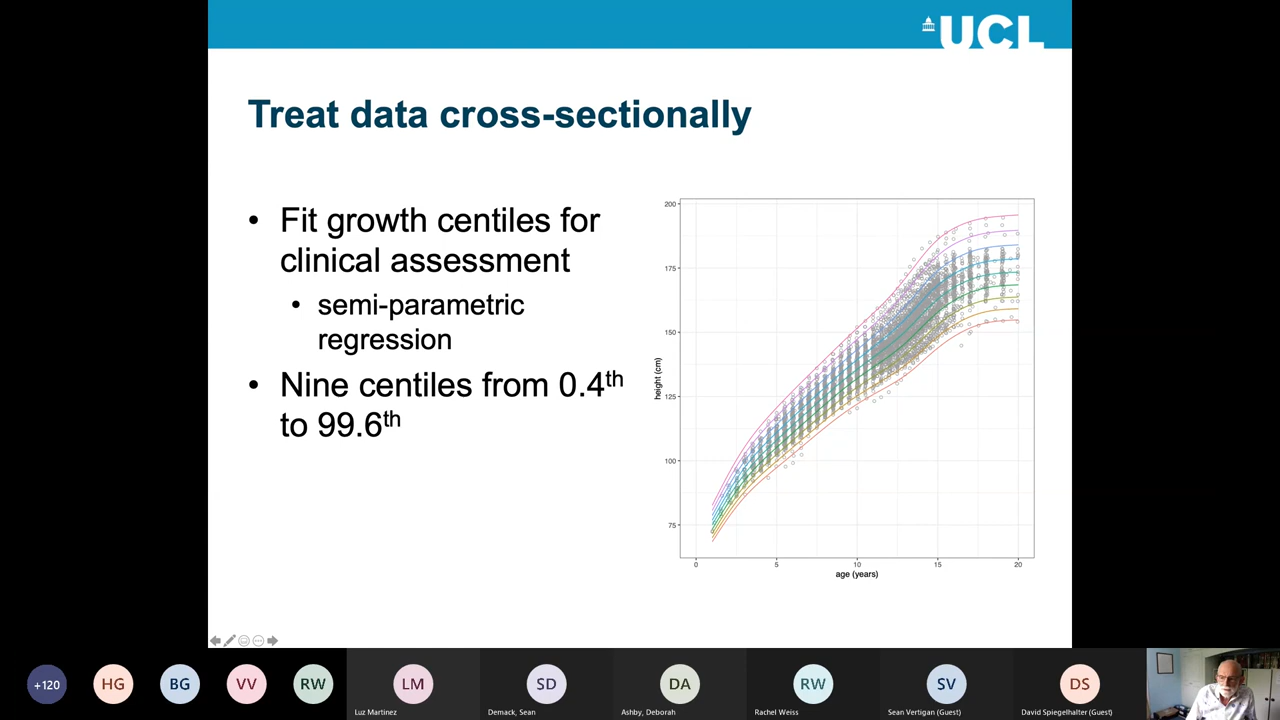 UCL
Treat data cross-sectionally
• Fit growth centiles for
clinical assessment
• semi-parametric
regression
• Nine centiles from 0.4th
to 99.6th
200
175
150
125
100
75
height (cm)
0 5 10 15 20
age (years)
+120 HG BG VV RW LM SD DA RW SV DS
Luz Martinez Demack, Sean Ashby, Deborah Rachel Weiss Sean Vertigan (Guest) David Spiegelhalter (Guest)